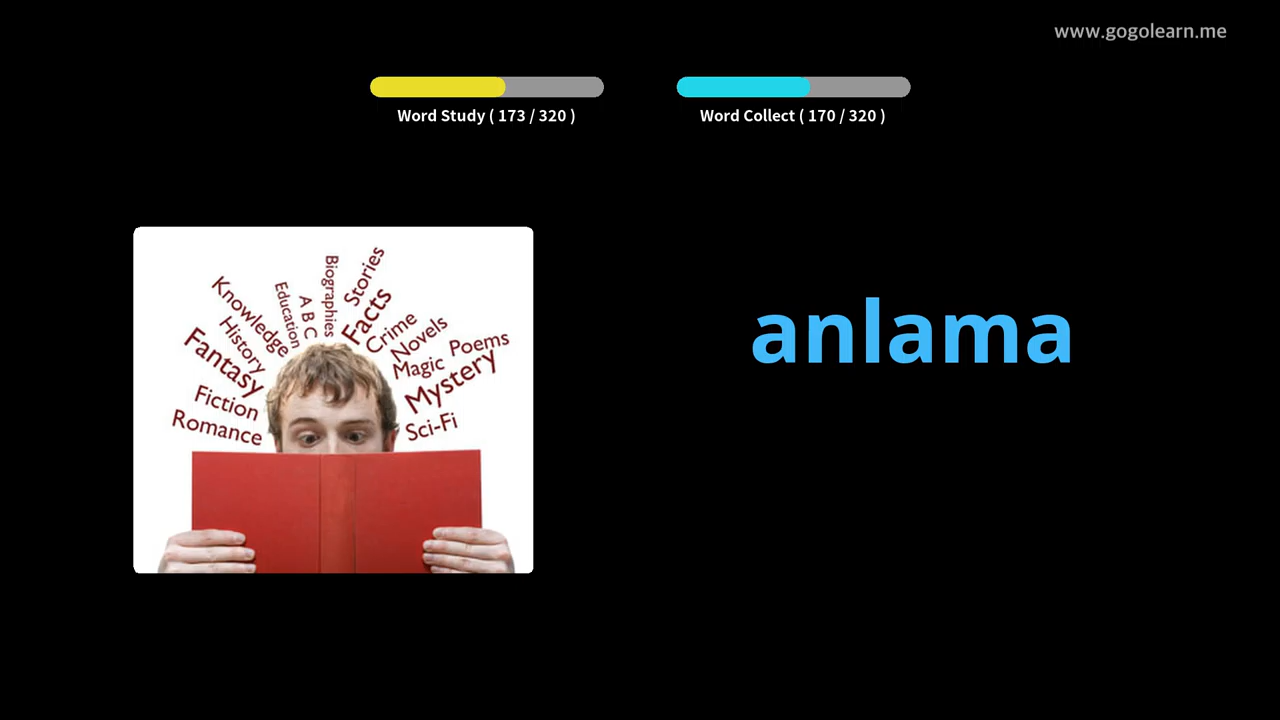 www.gogolearn.me
Word Study ( 173 / 320 )
Word Collect ( 170 / 320 )
anlama
Stories
Biographies
Facts
A B C
Education
Knowledge
Crime
History
Novels
Poems
Magic
Fantasy
Mystery
Fiction
Sci-Fi
Romance